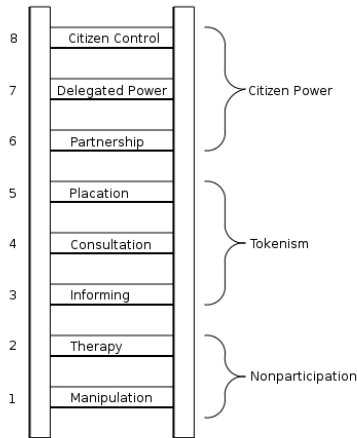 8 Citizen Control
7 Delegated Power Citizen Power
6 Partnership
5 Placation
4 Consultation Tokenism
3 Informing
2 Therapy
Nonparticipation
1 Manipulation